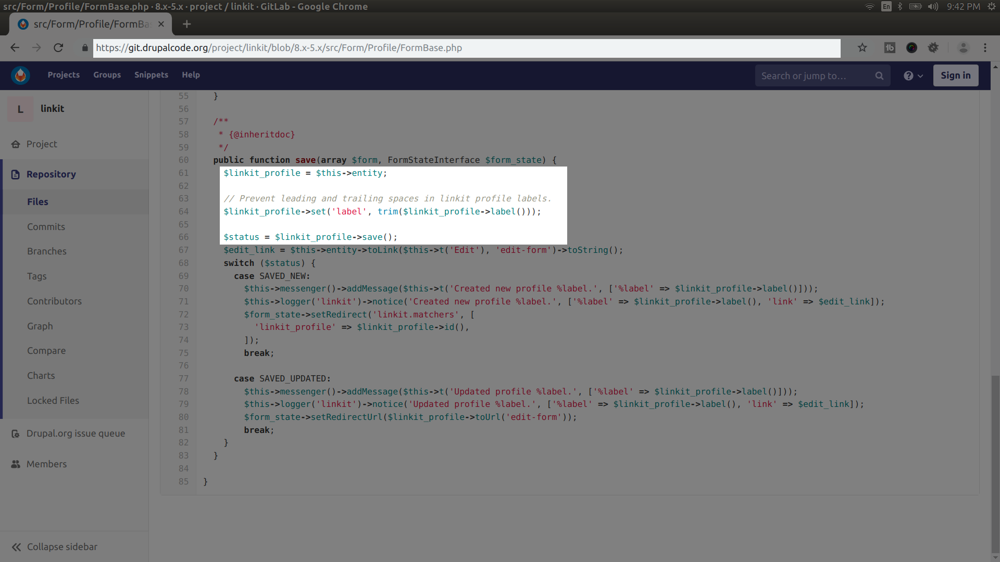 src/Form/Profile/FormBase.php · 8.x-5.x · project / linkit · GitLab - Google Chrome
En
9:42 PM
src/Form/Profile/FormBa
https://git.drupalcode.org/project/linkit/blob/8.x-5.x/src/Form/Profile/FormBase.php
Projects
Groups
Snippets
Help
Search or jump to…
Sign in
L
linkit
Project
Repository
Files
Commits
Branches
Tags
Contributors
Graph
Compare
Charts
Locked Files
Drupal.org issue queue
Members
Collapse sidebar
55 }
56
57 /**
58 * {@inheritdoc}
59 */
60 public function save(array $form, FormStateInterface $form_state) {
61 $linkit_profile = $this->entity;
62
63 // Prevent leading and trailing spaces in linkit profile labels.
64 $linkit_profile->set('label', trim($linkit_profile->label()));
65
66 $status = $linkit_profile->save();
67 $edit_link = $this->entity->toLink($this->t('Edit'), 'edit-form')->toString();
68 switch ($status) {
69 case SAVED_NEW:
70 $this->messenger()->addMessage($this->t('Created new profile %label.', ['%label' => $linkit_profile->label()]));
71 $this->logger('linkit')->notice('Created new profile %label.', ['%label' => $linkit_profile->label(), 'link' => $edit_link]);
72 $form_state->setRedirect('linkit.matchers', [
73 'linkit_profile' => $linkit_profile->id(),
74 ]);
75 break;
76
77 case SAVED_UPDATED:
78 $this->messenger()->addMessage($this->t('Updated profile %label.', ['%label' => $linkit_profile->label()]));
79 $this->logger('linkit')->notice('Updated profile %label.', ['%label' => $linkit_profile->label(), 'link' => $edit_link]);
80 $form_state->setRedirectUrl($linkit_profile->toUrl('edit-form'));
81 break;
82 }
83 }
84
85 }